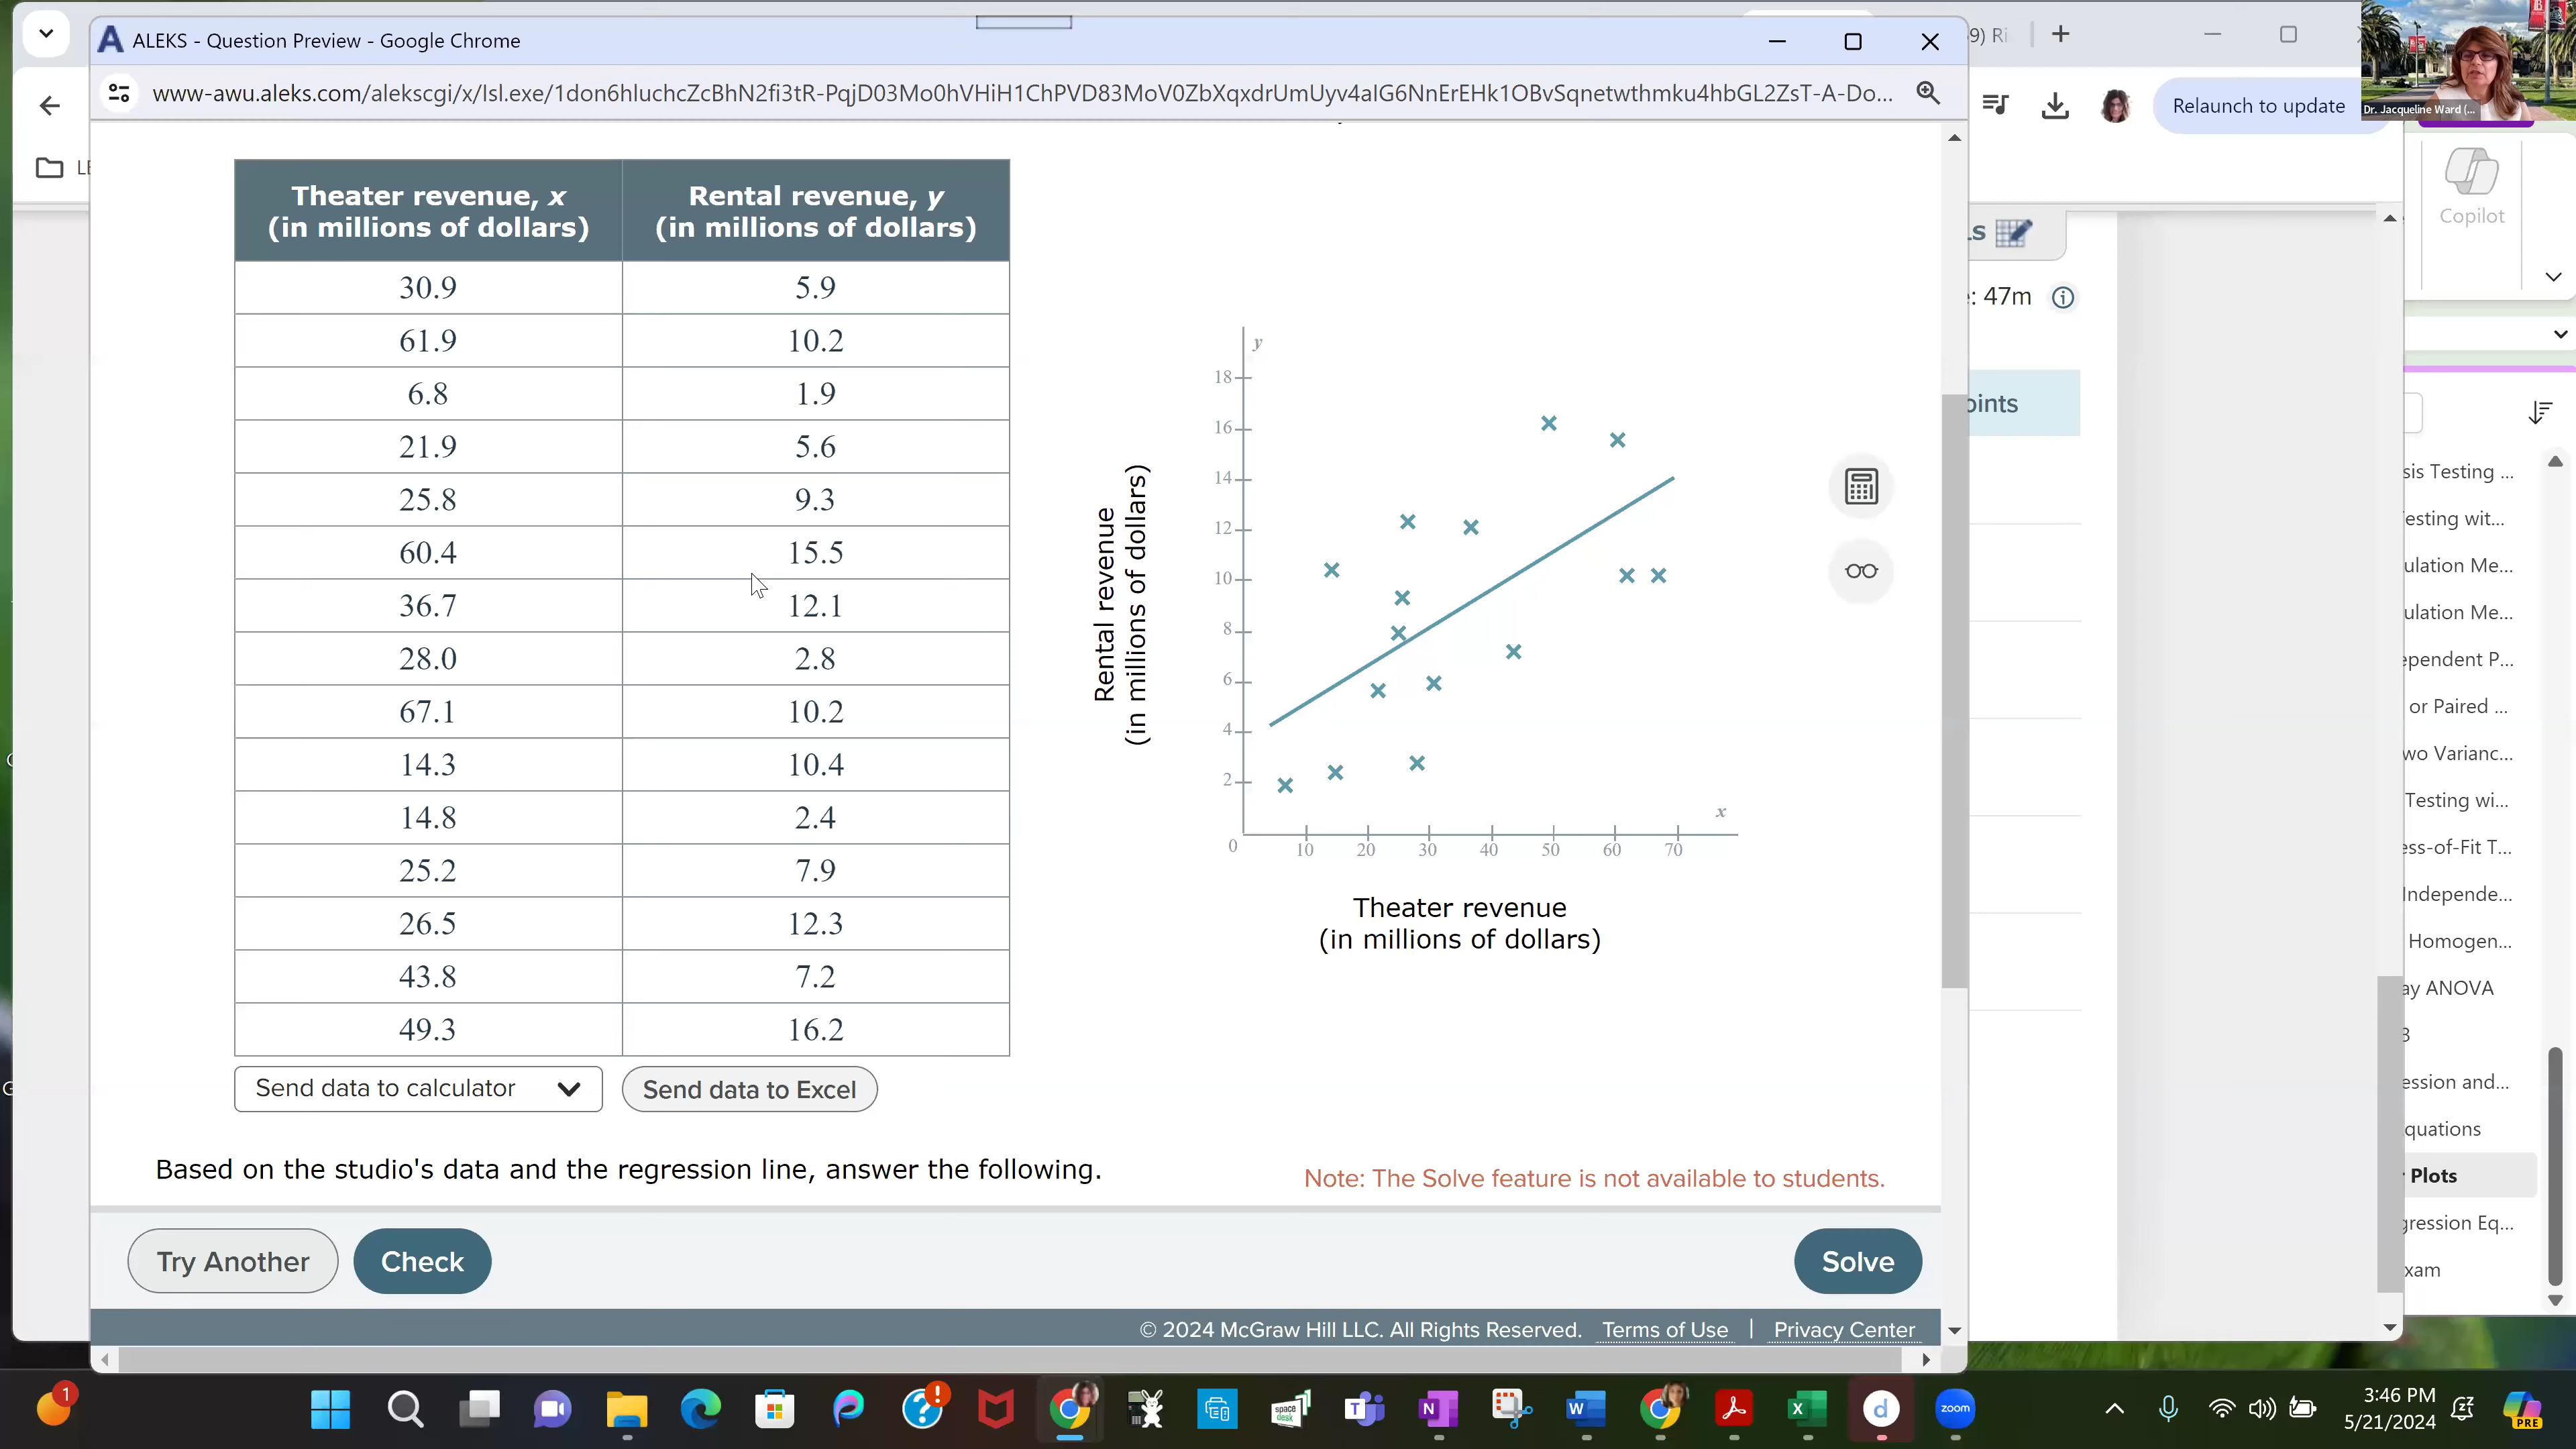 ALEKS - Question Preview - Google Chrome
9) Ri
www-awu.aleks.com/alekscgi/x/Isl.exe/1don6hluchcZcBhN2fi3tR-PqjD03Mo0hVHiH1ChPVD83MoV0ZbXqxdrUmUyv4alG6NnErEHk1OBvSqnetwthmku4hbGL2ZsT-A-Do...
Relaunch to update
Dr. Jacqueline Ward (...
Copilot
Theater revenue, x
(in millions of dollars)
Rental revenue, y
(in millions of dollars)
30.9 5.9
61.9 10.2
6.8 1.9
21.9 5.6
25.8 9.3
60.4 15.5
36.7 12.1
28.0 2.8
67.1 10.2
14.3 10.4
14.8 2.4
25.2 7.9
26.5 12.3
43.8 7.2
49.3 16.2
y
18
16
14
12
10
8
6
4
2
0
10 20 30 40 50 60 70
x
Rental revenue
(in millions of dollars)
Theater revenue
(in millions of dollars)
Send data to calculator
Send data to Excel
Based on the studio's data and the regression line, answer the following.
Note: The Solve feature is not available to students.
Try Another
Check
Solve
© 2024 McGraw Hill LLC. All Rights Reserved. Terms of Use | Privacy Center
: 47m
oints
sis Testing ...
esting wit...
ulation Me...
ulation Me...
ependent P...
or Paired ...
wo Varianc...
Testing wi...
ess-of-Fit T...
Independe...
Homogen...
ay ANOVA
ession and...
quations
Plots
gression Eq...
xam
1
space
desk
zoom
3:46 PM
5/21/2024
PRE